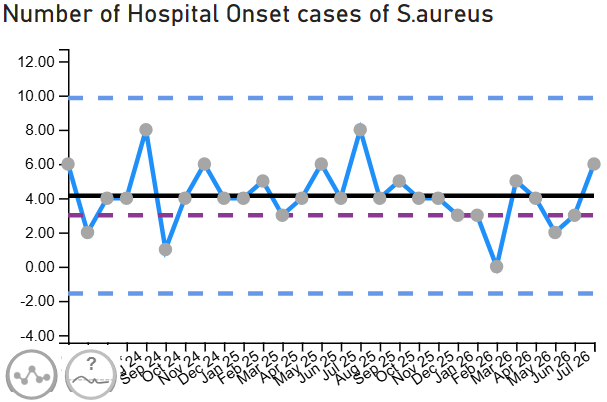 Number of Hospital Onset cases of S.aureus
12.00
10.00
8.00
6.00
4.00
2.00
0.00
-2.00
-4.00
24
Sep 24
Oct 24
Nov 24
Dec 24
Jan 25
Feb 25
Mar 25
Apr 25
May 25
Jun 25
Jul 25
Aug 25
Sep 25
Oct 25
Nov 25
Dec 25
Jan 26
Feb 26
Mar 26
Apr 26
May 26
Jun 26
Jul 26
?